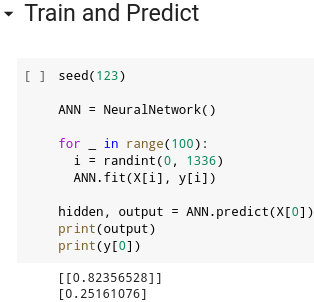 Train and Predict
[ ] seed(123)
ANN = NeuralNetwork()
for _ in range(100):
  i = randint(0, 1336)
  ANN.fit(X[i], y[i])
hidden, output = ANN.predict(X[0])
print(output)
print(y[0])
[[0.82356528]]
[0.25161076]